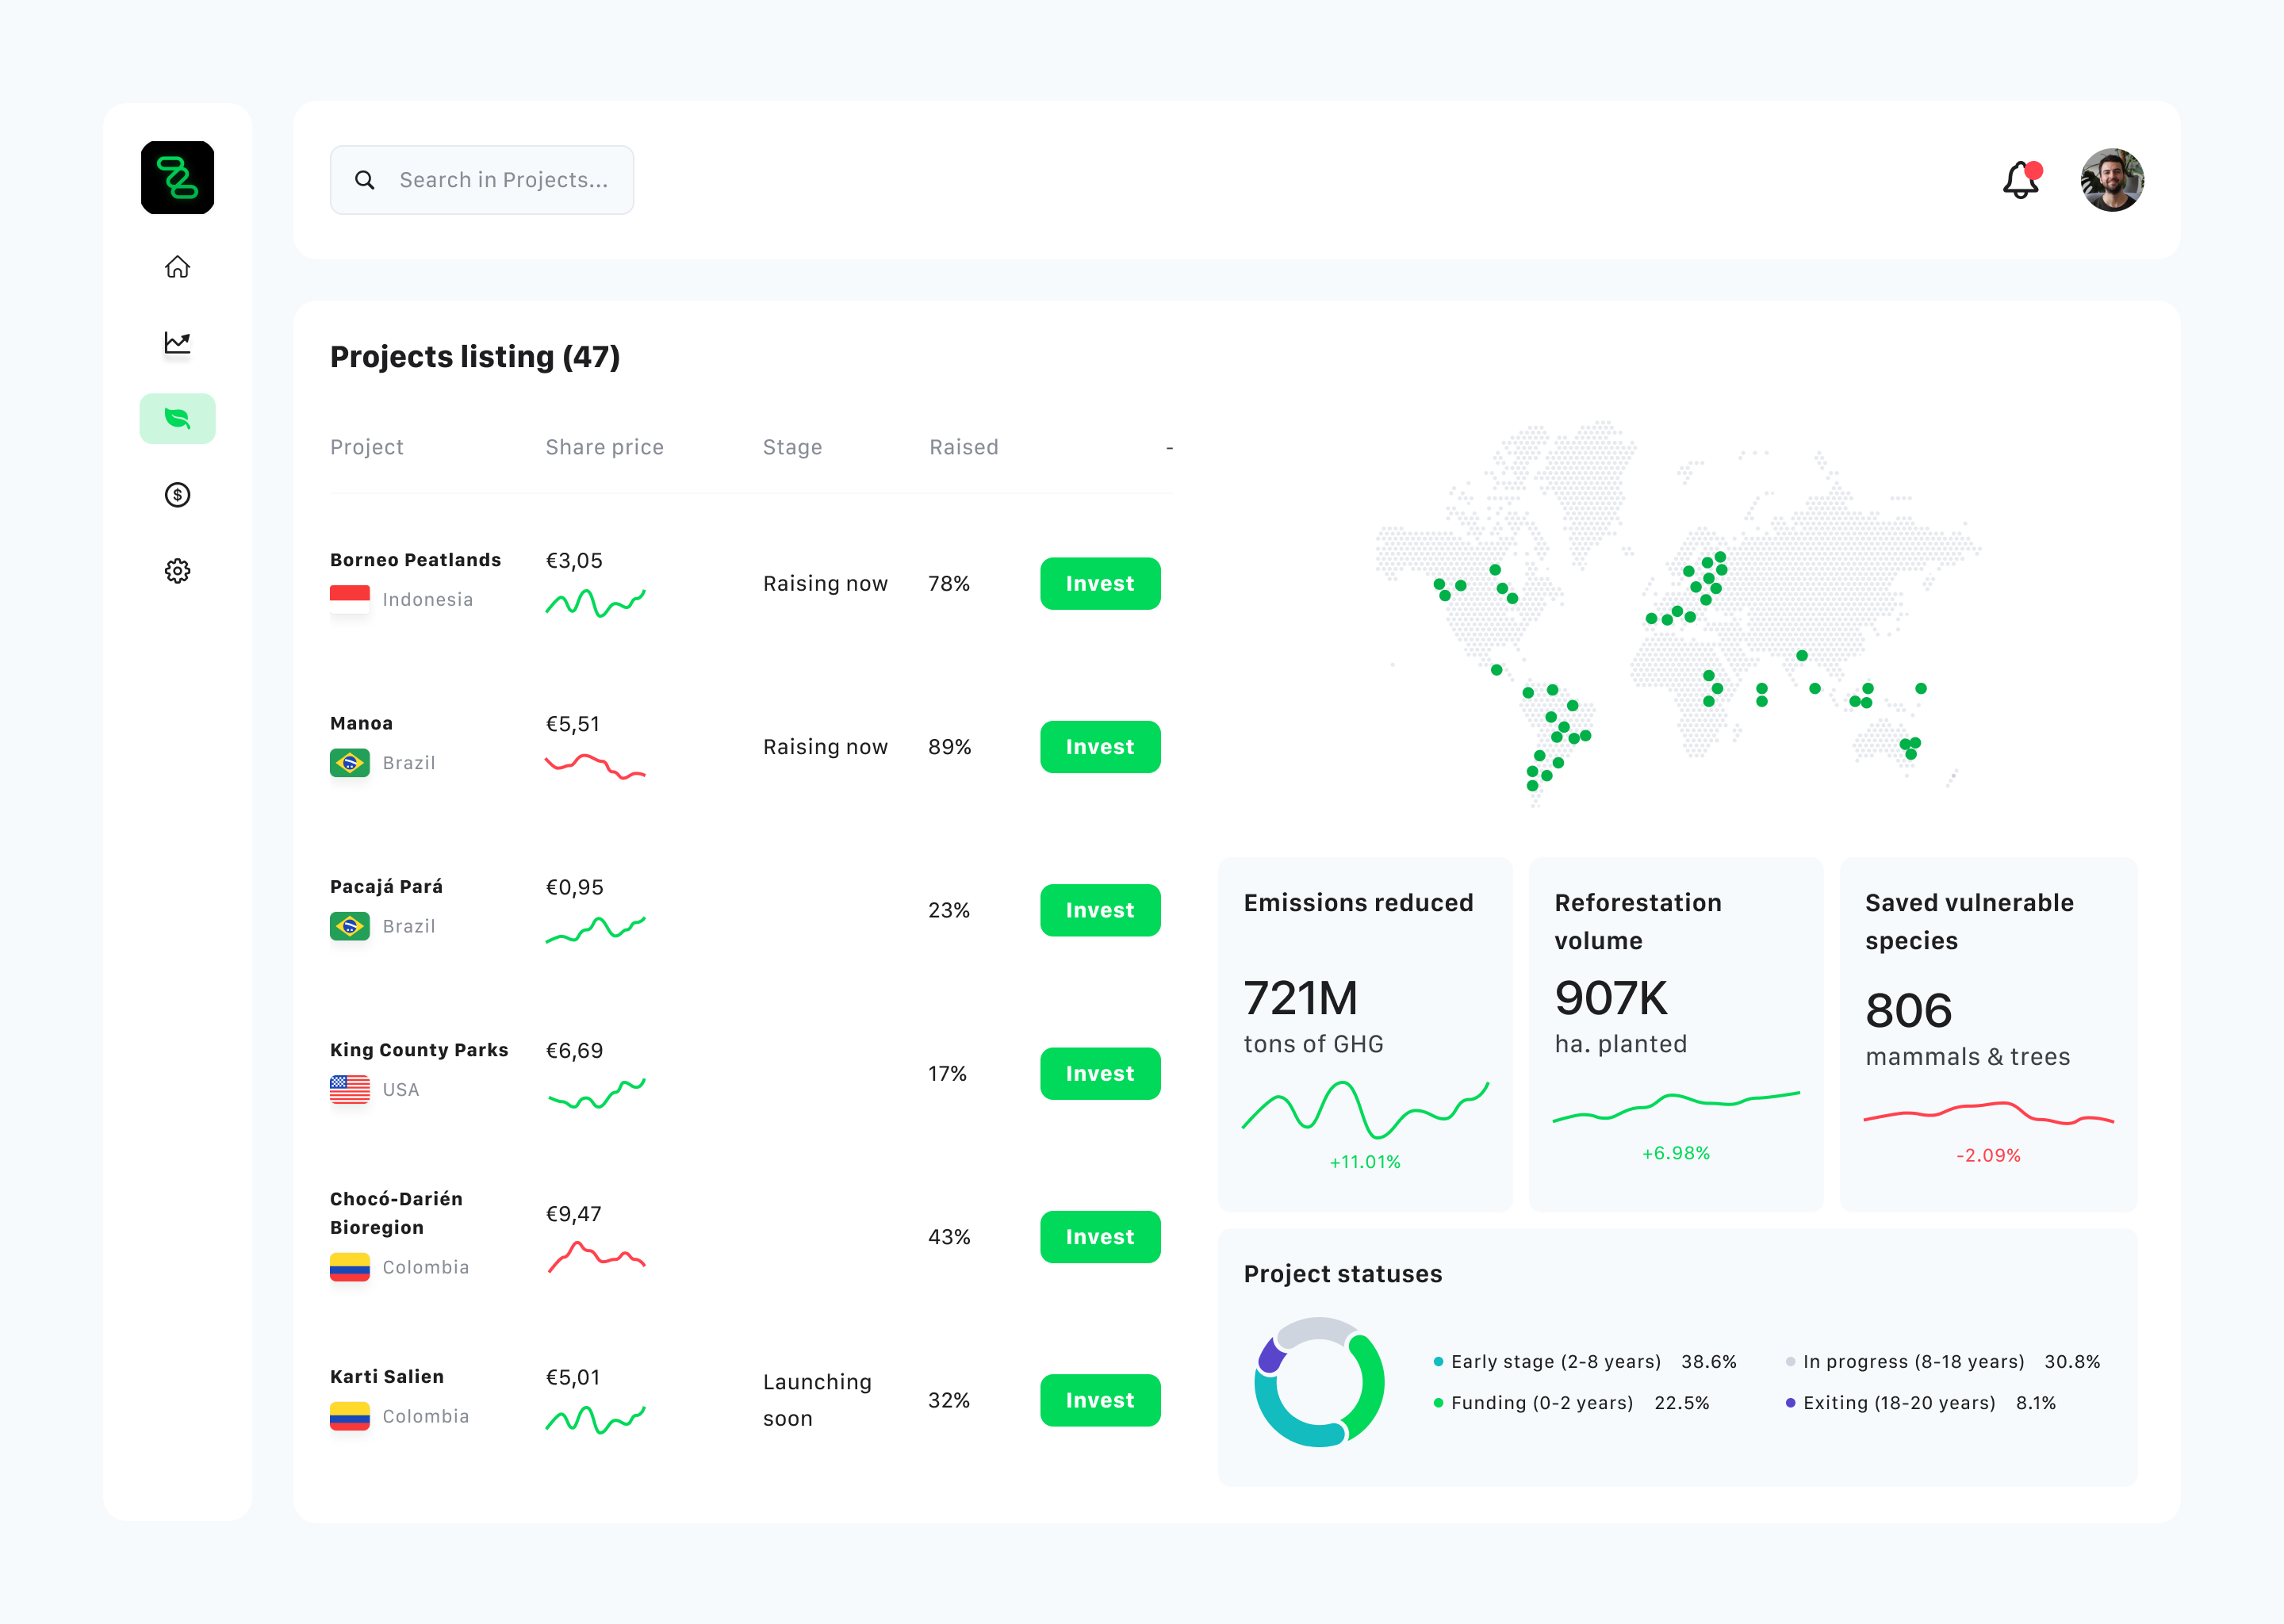 Search in Projects...
Projects listing (47)
Project Share price Stage Raised -
Borneo Peatlands
Indonesia
€3,05
Raising now
78%
Invest
Manoa
Brazil
€5,51
Raising now
89%
Invest
Pacajá Pará
Brazil
€0,95
23%
Invest
King County Parks
USA
€6,69
17%
Invest
Chocó-Darién
Bioregion
Colombia
€9,47
43%
Invest
Karti Salien
Colombia
€5,01
Launching
soon
32%
Invest
Emissions reduced
721M
tons of GHG
+11.01%
Reforestation
volume
907K
ha. planted
+6.98%
Saved vulnerable
species
806
mammals & trees
-2.09%
Project statuses
Early stage (2-8 years) 38.6%
In progress (8-18 years) 30.8%
Funding (0-2 years) 22.5%
Exiting (18-20 years) 8.1%